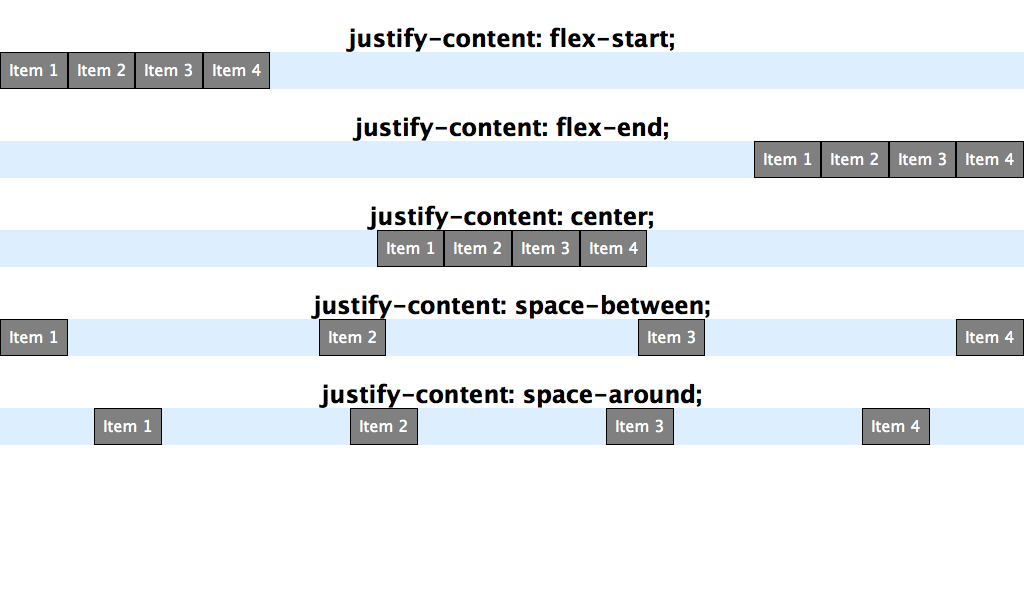 justify-content: flex-start;
Item 1 Item 2 Item 3 Item 4
justify-content: flex-end;
Item 1 Item 2 Item 3 Item 4
justify-content: center;
Item 1 Item 2 Item 3 Item 4
justify-content: space-between;
Item 1 Item 2 Item 3 Item 4
justify-content: space-around;
Item 1 Item 2 Item 3 Item 4